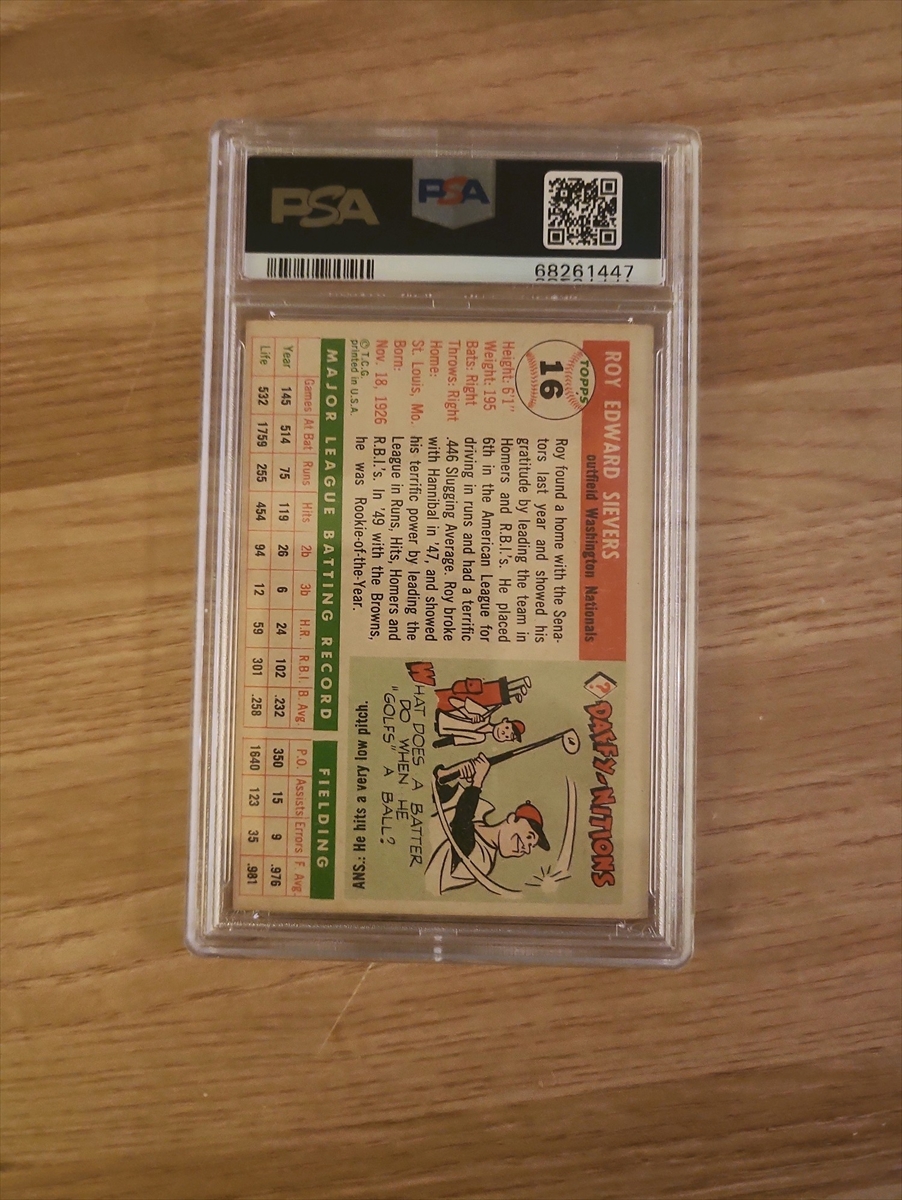 PSA
PSA
68261447
ROY EDWARD SIEVERS
outfield Washington Nationals
TOPPS
16
Height: 6'1"
Weight: 195
Bats: Right
Throws: Right
Home:
St. Louis, Mo.
Born:
Nov. 18, 1926
© T.C.G.
printed in U.S.A.
Roy found a home with the Sena-
tors last year and showed his
gratitude by leading the team in
Homers and R.B.I.'s. He placed
6th in the American League for
driving in runs and had a terrific
.446 Slugging Average. Roy broke
with Hannibal in '47, and showed
his terrific power by leading the
League in Runs, Hits, Homers and
R.B.I.'s. In '49 with the Browns,
he was Rookie-of-the-Year.
? DAFFY-NITIONS
WHAT DOES A BATTER
DO WHEN HE
"GOLFS" A BALL?
ANS.: He hits a very low pitch.
MAJOR LEAGUE BATTING RECORD FIELDING
Games At Bat Runs Hits 2b 3b H.R. R.B.I. B. Avg. P.O. Assists Errors F. Avg.
Year 145 514 75 119 26 6 24 102 .232 350 15 9 .976
Life 532 1759 255 454 94 12 59 301 .258 1640 123 35 .981